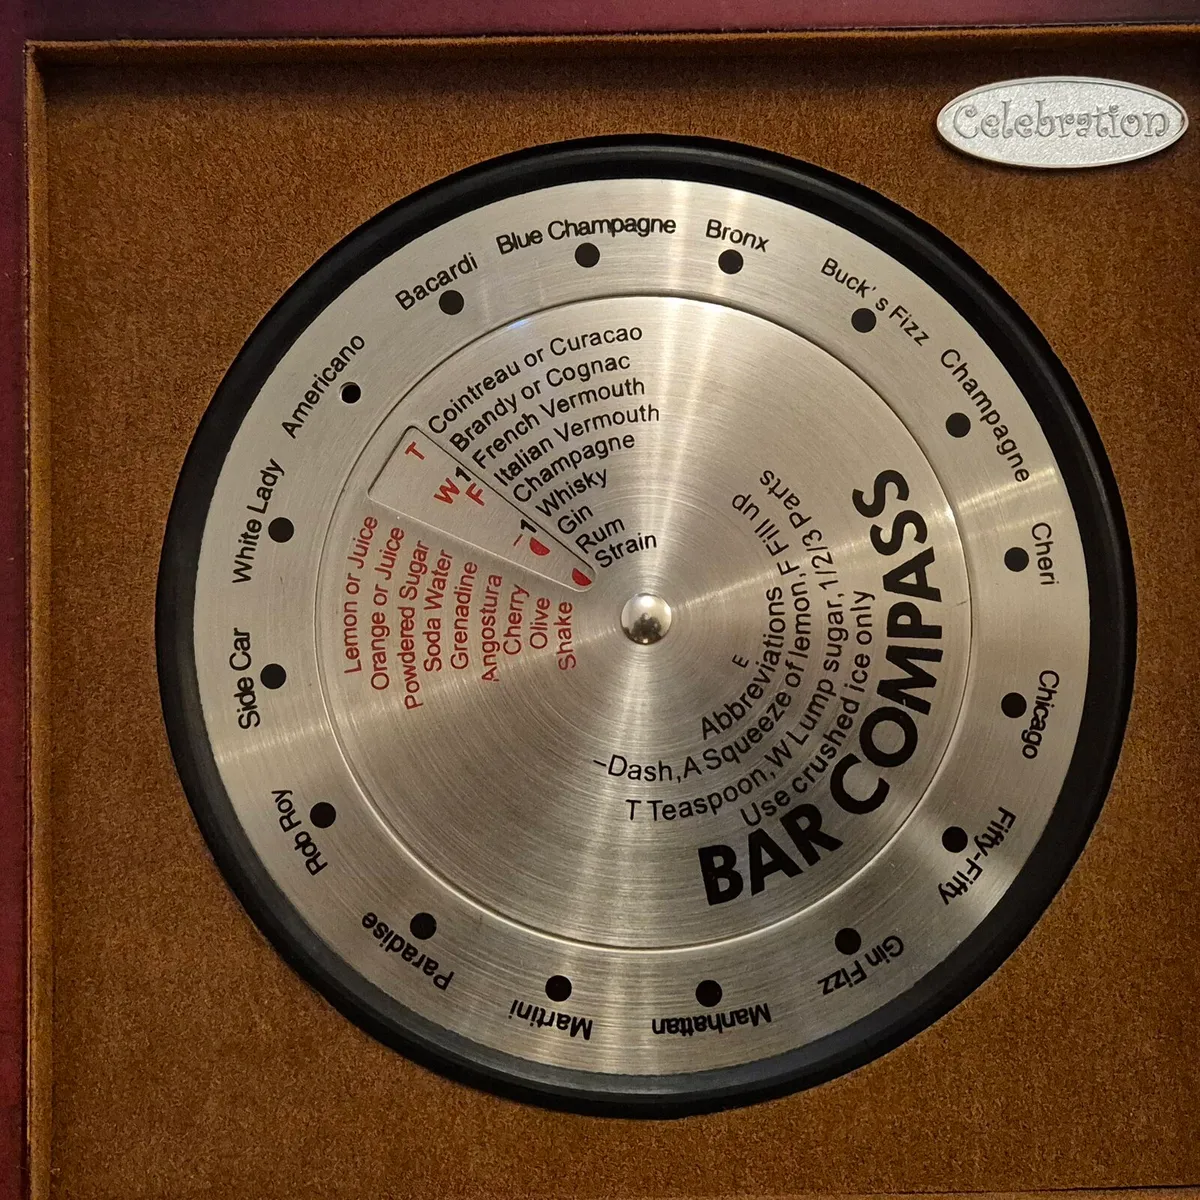 Celebration
Blue Champagne
Bronx
Buck's Fizz
Champagne
Cheri
Chicago
Fifty-Fifty
Gin Fizz
Manhattan
Martini
Paradise
Rob Roy
Side Car
White Lady
Americano
Bacardi
Cointreau or Curacao
Brandy or Cognac
French Vermouth
Italian Vermouth
Champagne
Whisky
Gin
Rum
Strain
T
W
1
F
1
–
Lemon or Juice
Orange or Juice
Powdered Sugar
Soda Water
Grenadine
Angostura
Cherry
Olive
Shake
E
Abbreviations F Fill up
–Dash,A Squeeze of lemon,
1/2/3 Parts
T Teaspoon,W Lump sugar,
Use crushed ice only
BAR COMPASS